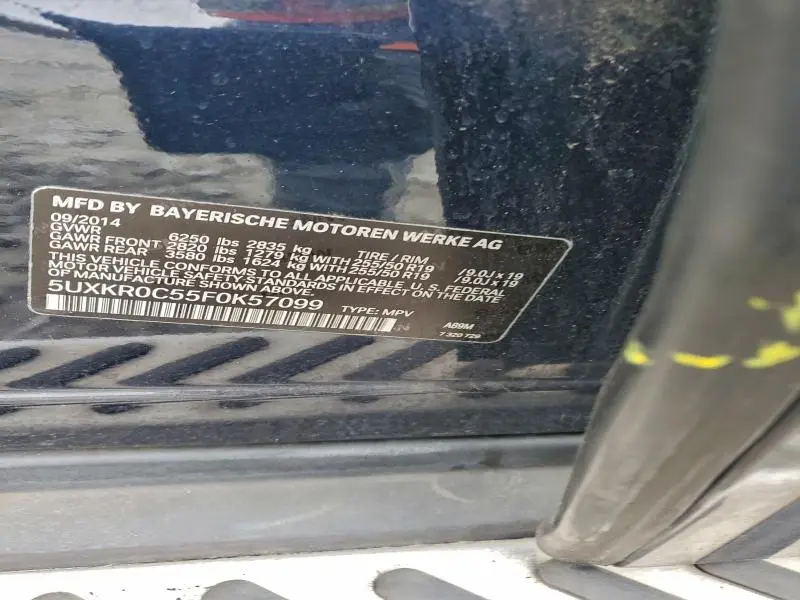 MFD BY BAYERISCHE MOTOREN WERKE AG
09/2014
GVWR 6250 lbs 2835 kg TIRE / RIM
GAWR FRONT 2820 lbs 1279 kg WITH 255/50 R19 /9.0J x 19
GAWR REAR 3580 lbs 1624 kg WITH 255/50 R19 /9.0J x 19
THIS VEHICLE CONFORMS TO ALL APPLICABLE U.S. FEDERAL
MOTOR VEHICLE SAFETY STANDARDS IN EFFECT ON THE DATE
OF MANUFACTURE SHOWN ABOVE.
5UXKR0C55F0K57099 TYPE: MPV
A89M
7 320 729